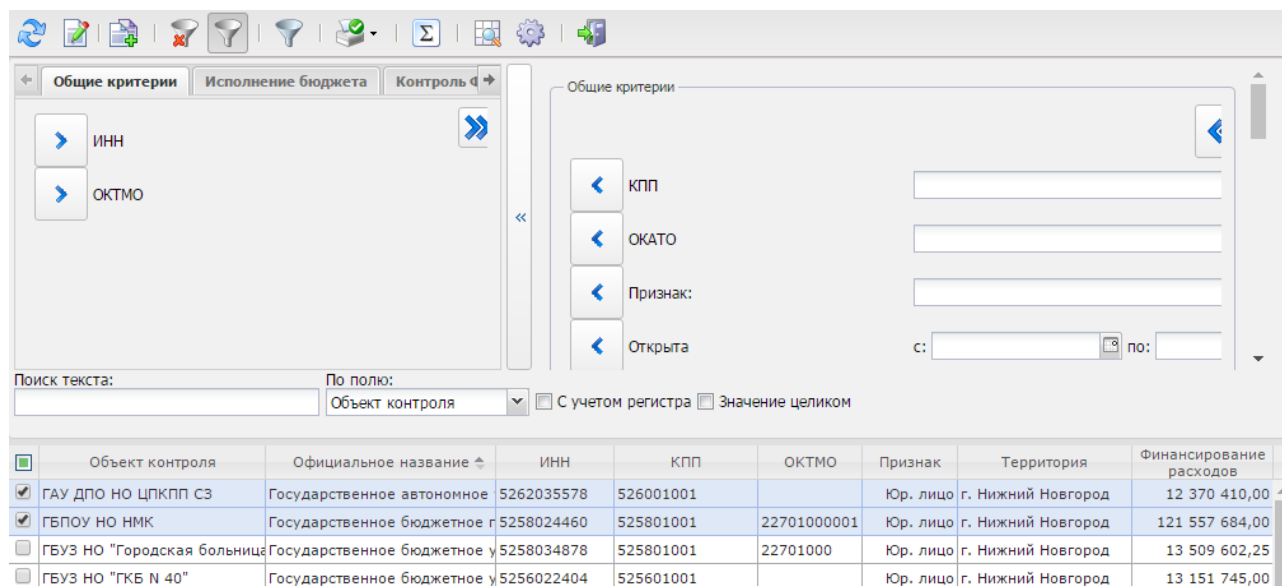 Общие критерии Исполнение бюджета Контроль Ф
Общие критерии
ИНН
ОКТМО
КПП
ОКАТО
Признак:
Открыта с: по:
Поиск текста: По полю:
Объект контроля С учетом регистра Значение целиком
Объект контроля Официальное название ИНН КПП ОКТМО Признак Территория Финансирование расходов
ГАУ ДПО НО ЦПКПП СЗ Государственное автономное 5262035578 526001001 Юр. лицо г. Нижний Новгород 12 370 410,00
ГБПОУ НО НМК Государственное бюджетное п 5258024460 525801001 22701000001 Юр. лицо г. Нижний Новгород 121 557 684,00
ГБУЗ НО "Городская больница Государственное бюджетное у 5258034878 525801001 22701000 Юр. лицо г. Нижний Новгород 13 509 602,25
ГБУЗ НО "ГКБ N 40" Государственное бюджетное у 5256022404 525601001 Юр. лицо г. Нижний Новгород 13 151 745,00